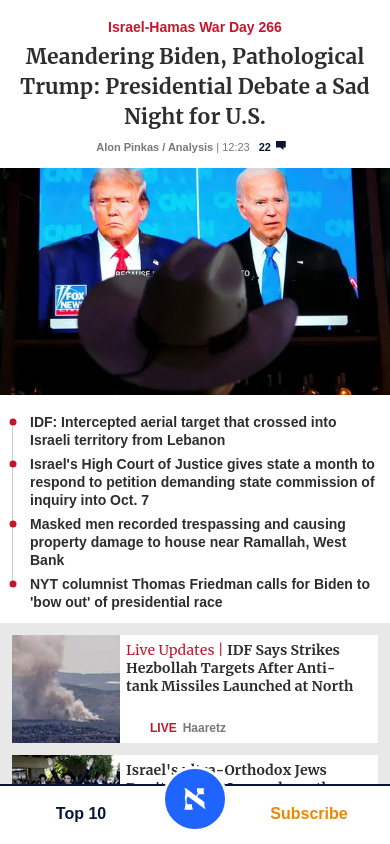 Israel-Hamas War Day 266
Meandering Biden, Pathological
Trump: Presidential Debate a Sad
Night for U.S.
Alon Pinkas / Analysis | 12:23 22
CNN
BECAUSE I
TO
FOX
NEWS
IDF: Intercepted aerial target that crossed into
Israeli territory from Lebanon
Israel's High Court of Justice gives state a month to
respond to petition demanding state commission of
inquiry into Oct. 7
Masked men recorded trespassing and causing
property damage to house near Ramallah, West
Bank
NYT columnist Thomas Friedman calls for Biden to
'bow out' of presidential race
Live Updates | IDF Says Strikes
Hezbollah Targets After Anti-
tank Missiles Launched at North
LIVE Haaretz
Israel's Ultra-Orthodox Jews
Top 10
Subscribe